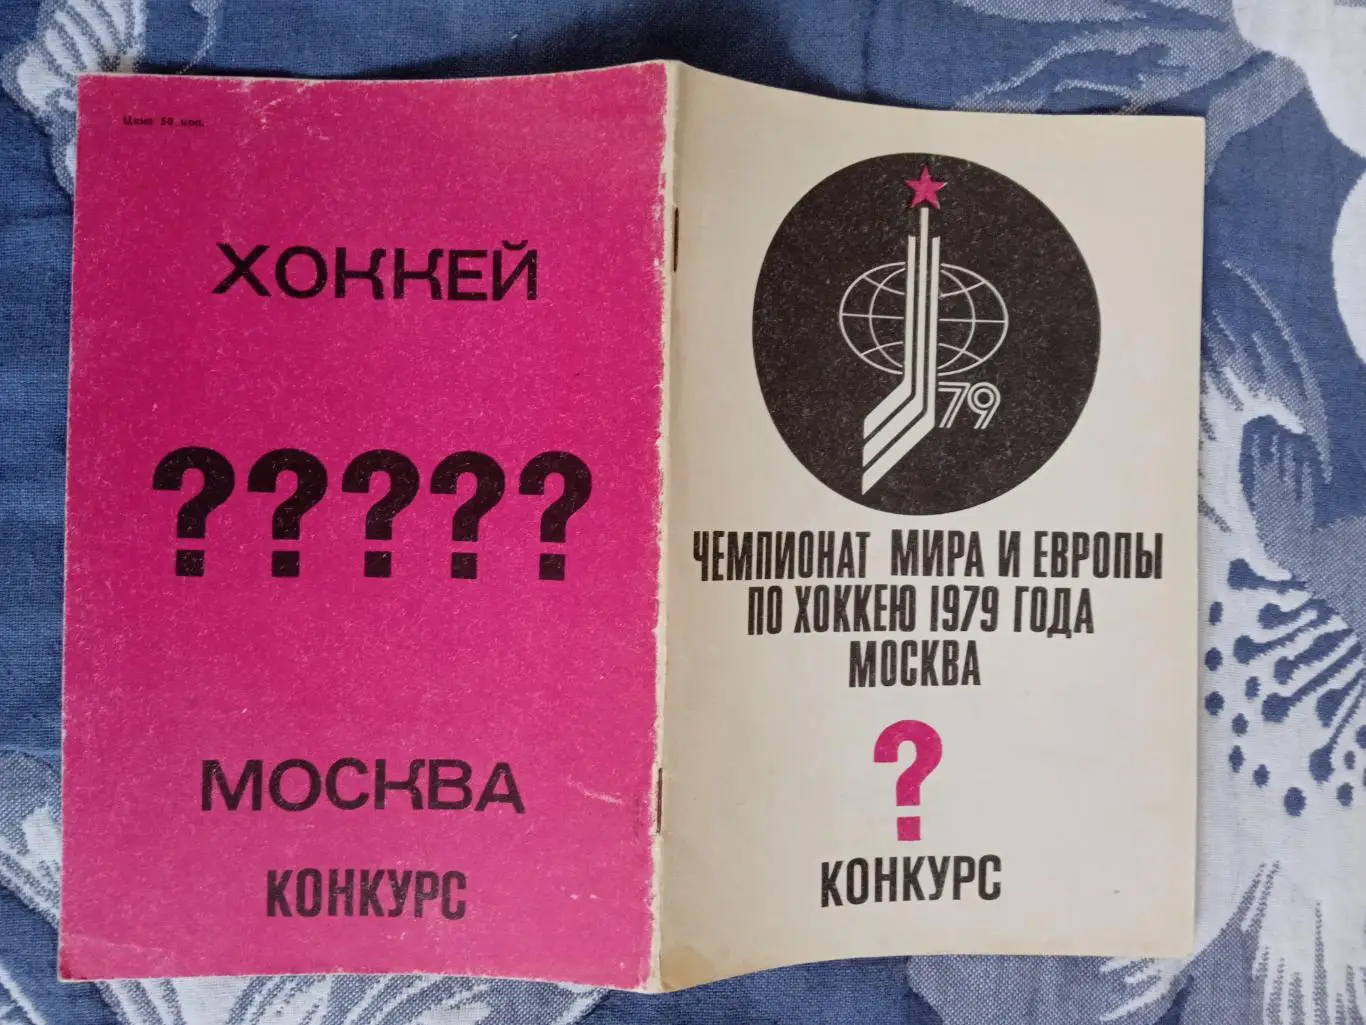 Цена 50 коп.
ХОККЕЙ
?????
МОСКВА
КОНКУРС
79
ЧЕМПИОНАТ МИРА И ЕВРОПЫ
ПО ХОККЕЮ 1979 ГОДА
МОСКВА
?
КОНКУРС